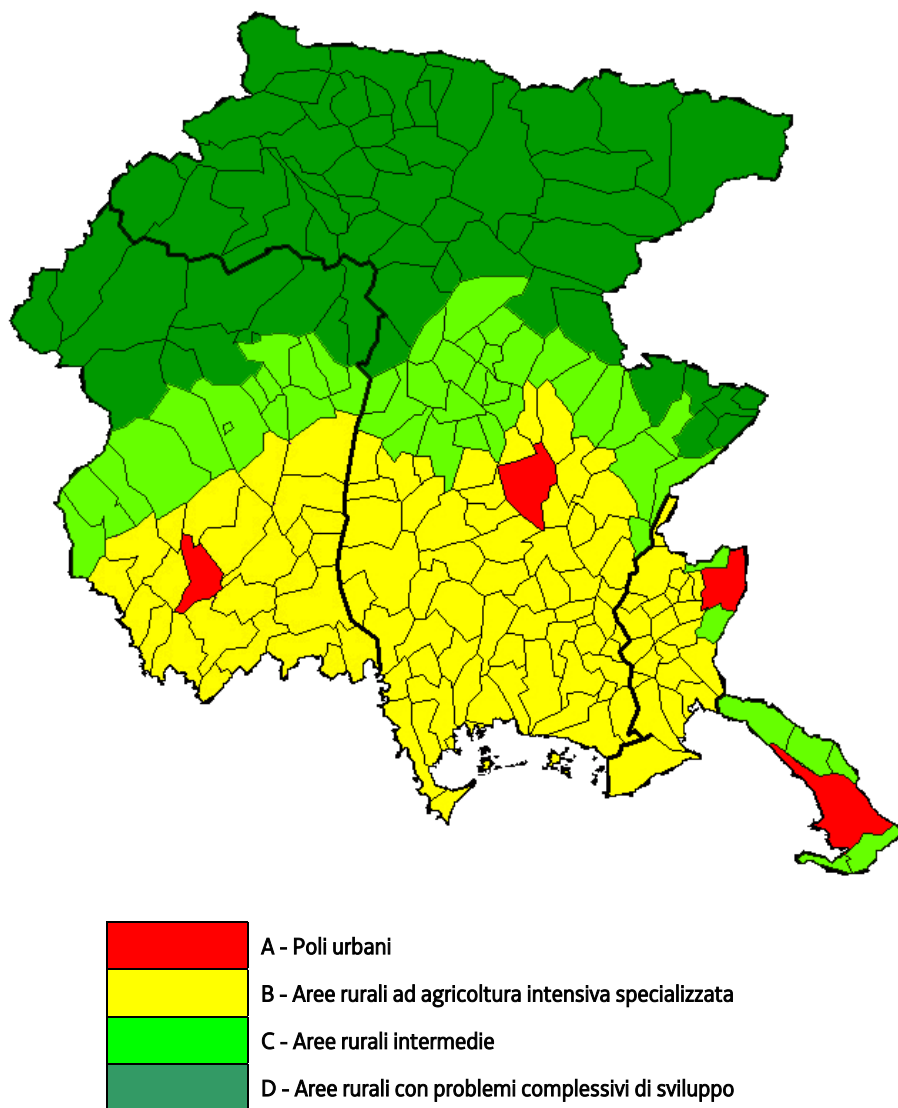 A - Poli urbani
B - Aree rurali ad agricoltura intensiva specializzata
C - Aree rurali intermedie
D - Aree rurali con problemi complessivi di sviluppo